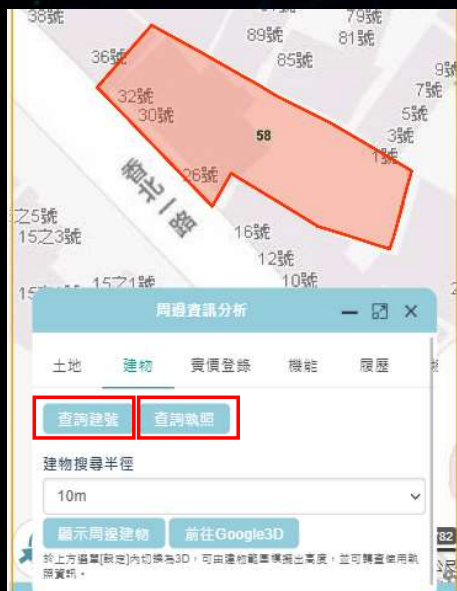 38號
79號
89號
81號
36號
85號
9號
32號
7號
30號
5號
58
3號
1號
26號
香北一路
之5號
16號
15之3號
12號
15之1號
10號
周邊資訊分析
土地
建物
實價登錄
機能
履歷
查詢建號
查詢執照
建物搜尋半徑
10m
顯示周邊建物
前往Google3D
於上方選單[設定]內切換為3D，可由建物範圍模擬出高度，並可調查使用執
照資訊。